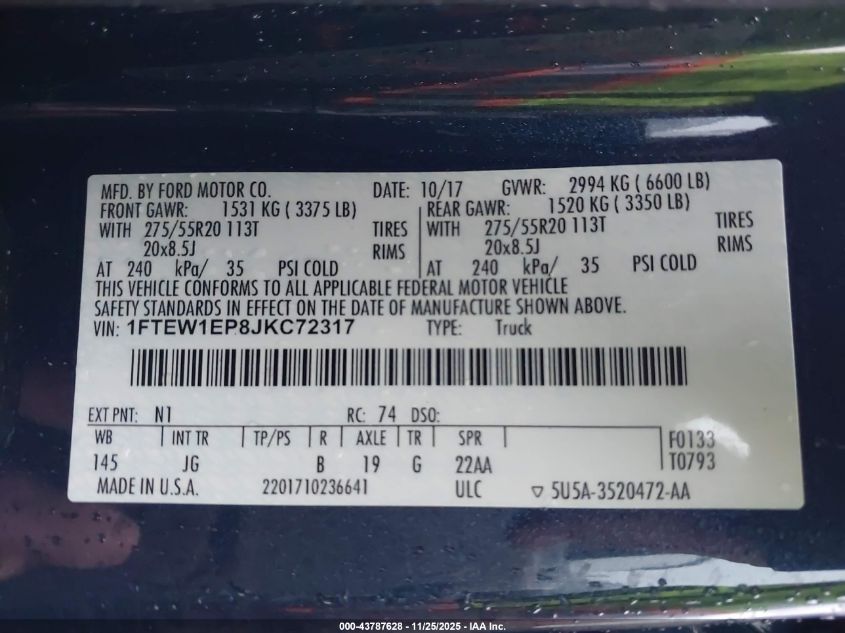 MFD. BY FORD MOTOR CO. DATE: 10/17 GVWR: 2994 KG ( 6600 LB)
FRONT GAWR: 1531 KG ( 3375 LB) REAR GAWR: 1520 KG ( 3350 LB)
WITH 275/55R20 113T TIRES WITH 275/55R20 113T TIRES
20x8.5J RIMS 20x8.5J RIMS
AT 240 kPa/ 35 PSI COLD AT 240 kPa/ 35 PSI COLD
THIS VEHICLE CONFORMS TO ALL APPLICABLE FEDERAL MOTOR VEHICLE
SAFETY STANDARDS IN EFFECT ON THE DATE OF MANUFACTURE SHOWN ABOVE.
VIN: 1FTEW1EP8JKC72317 TYPE: Truck
EXT PNT: N1 RC: 74 DSO:
WB INT TR TP/PS R AXLE TR SPR F0133
145 JG B 19 G 22AA T0793
MADE IN U.S.A. 2201710236641 ULC ▽ 5U5A-3520472-AA
000-43787628 - 11/25/2025 - IAA Inc.